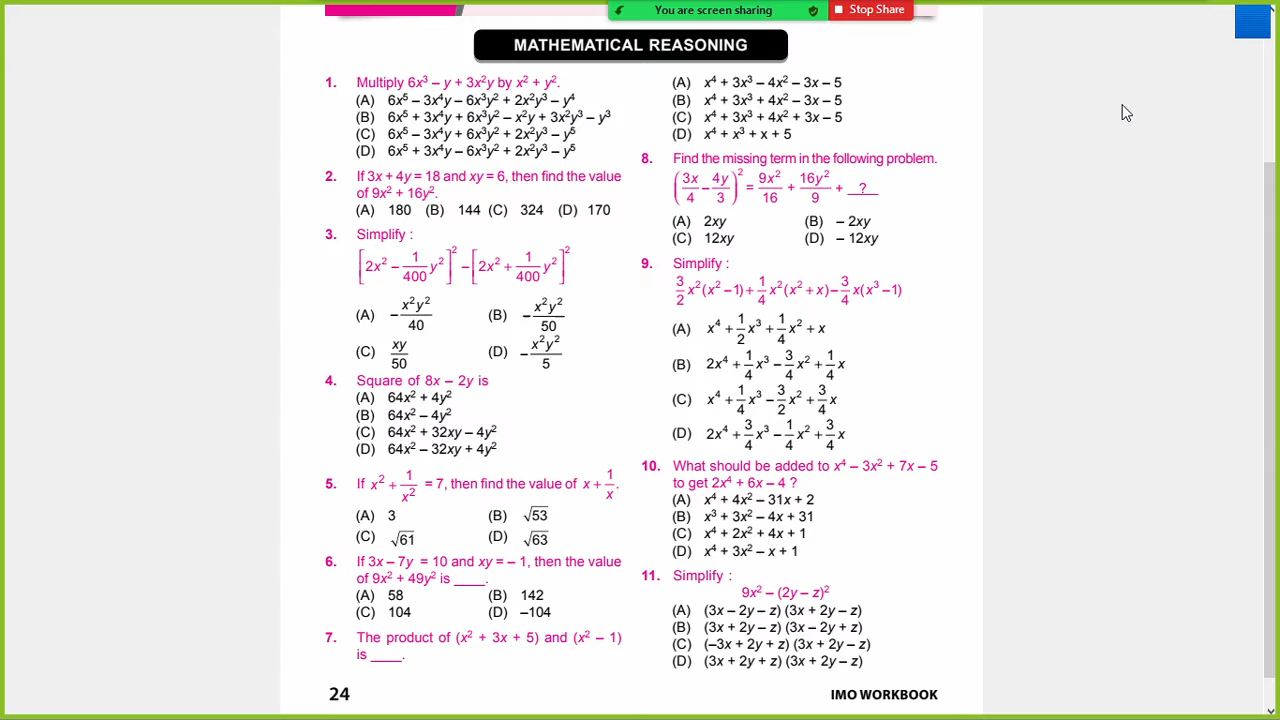 You are screen sharing
Stop Share
MATHEMATICAL REASONING
1. Multiply 6x³ – y + 3x²y by x² + y².
(A) 6x⁵ – 3x⁴y – 6x³y² + 2x²y³ – y⁴
(B) 6x⁵ + 3x⁴y + 6x³y² – x²y + 3x²y³ – y³
(C) 6x⁵ – 3x⁴y + 6x³y² + 2x²y³ – y⁵
(D) 6x⁵ + 3x⁴y – 6x³y² + 2x²y³ – y⁵
2. If 3x + 4y = 18 and xy = 6, then find the value
of 9x² + 16y².
(A) 180 (B) 144 (C) 324 (D) 170
3. Simplify :
[2x² – 1/400 y²]² – [2x² + 1/400 y²]²
(A) – x²y²/40 (B) – x²y²/50
(C) xy/50 (D) – x²y²/5
4. Square of 8x – 2y is
(A) 64x² + 4y²
(B) 64x² – 4y²
(C) 64x² + 32xy – 4y²
(D) 64x² – 32xy + 4y²
5. If x² + 1/x² = 7, then find the value of x + 1/x.
(A) 3 (B) √53
(C) √61 (D) √63
6. If 3x – 7y = 10 and xy = – 1, then the value
of 9x² + 49y² is ____.
(A) 58 (B) 142
(C) 104 (D) –104
7. The product of (x² + 3x + 5) and (x² – 1)
is ____.
(A) x⁴ + 3x³ – 4x² – 3x – 5
(B) x⁴ + 3x³ + 4x² – 3x – 5
(C) x⁴ + 3x³ + 4x² + 3x – 5
(D) x⁴ + x³ + x + 5
8. Find the missing term in the following problem.
(3x/4 – 4y/3)² = 9x²/16 + 16y²/9 + __?__
(A) 2xy (B) – 2xy
(C) 12xy (D) – 12xy
9. Simplify :
3/2 x²(x² – 1) + 1/4 x²(x² + x) – 3/4 x(x³ – 1)
(A) x⁴ + 1/2 x³ + 1/4 x² + x
(B) 2x⁴ + 1/4 x³ – 3/4 x² + 1/4 x
(C) x⁴ + 1/4 x³ – 3/2 x² + 3/4 x
(D) 2x⁴ + 3/4 x³ – 1/4 x² + 3/4 x
10. What should be added to x⁴ – 3x² + 7x – 5
to get 2x⁴ + 6x – 4 ?
(A) x⁴ + 4x² – 31x + 2
(B) x³ + 3x² – 4x + 31
(C) x⁴ + 2x² + 4x + 1
(D) x⁴ + 3x² – x + 1
11. Simplify :
9x² – (2y – z)²
(A) (3x – 2y – z) (3x + 2y – z)
(B) (3x + 2y – z) (3x – 2y + z)
(C) (–3x + 2y + z) (3x + 2y – z)
(D) (3x + 2y + z) (3x + 2y – z)
24
IMO WORKBOOK